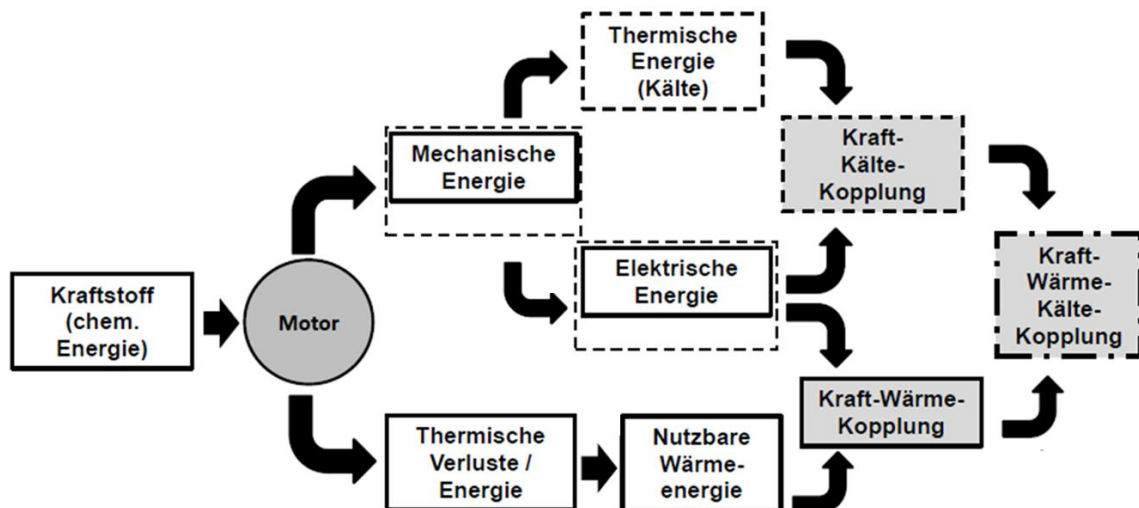 Thermische
Energie
(Kälte)
Mechanische
Energie
Kraft-
Kälte-
Kopplung
Kraftstoff
(chem.
Energie)
Motor
Elektrische
Energie
Kraft-
Wärme-
Kälte-
Kopplung
Thermische
Verluste /
Energie
Nutzbare
Wärme-
energie
Kraft-Wärme-
Kopplung